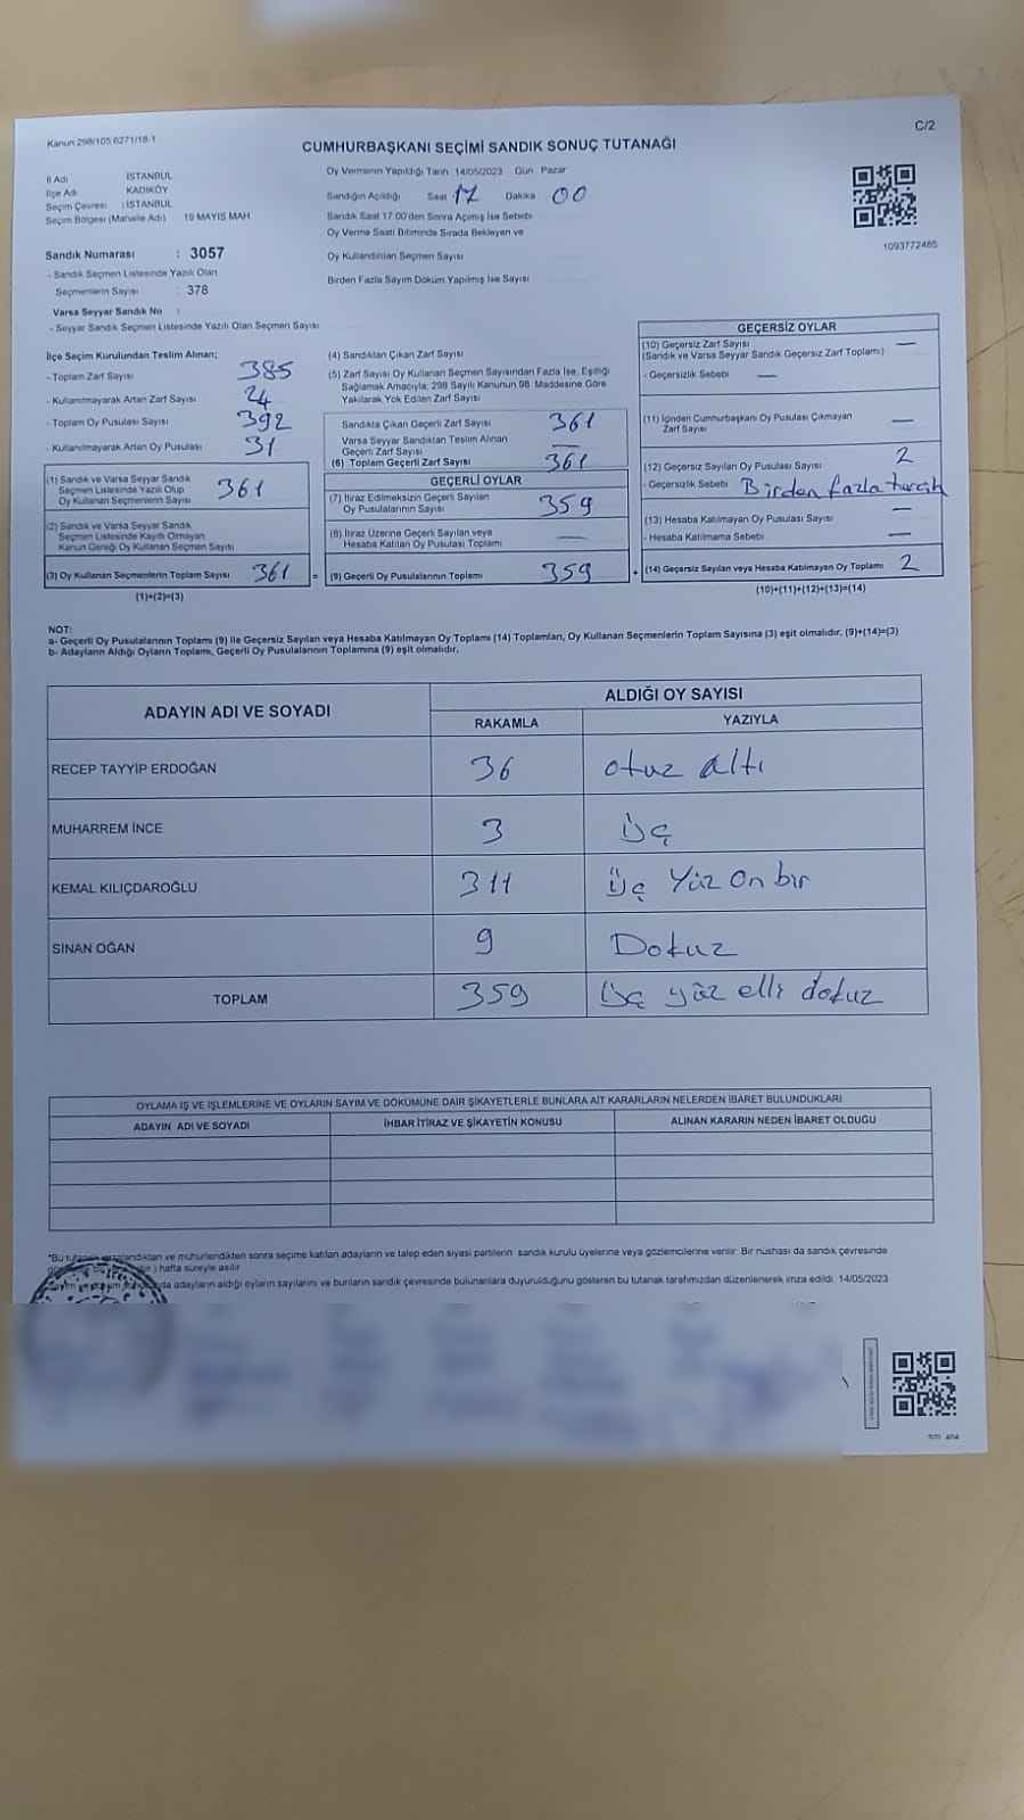 Kanun 298/105 6271/18-1
C/2
CUMHURBAŞKANI SEÇİMİ SANDIK SONUÇ TUTANAĞI
İl Adı İSTANBUL
İlçe Adı KADIKÖY
Seçim Çevresi : İSTANBUL
Seçim Bölgesi (Mahalle Adı) 19 MAYIS MAH
Sandık Numarası : 3057
- Sandık Seçmen Listesinde Yazılı Olan
Seçmenlerin Sayısı 378
Varsa Seyyar Sandık No :
- Seyyar Sandık Seçmen Listesinde Yazılı Olan Seçmen Sayısı
Oy Vermenin Yapıldığı Tarih 14/05/2023 Gün Pazar
Sandığın Açıldığı Saat 17 Dakika 00
Sandık Saat 17:00'den Sonra Açılmış İse Sebebi
Oy Verme Saati Bitiminde Sırada Bekleyen ve
Oy Kullandırılan Seçmen Sayısı
Birden Fazla Sayım Döküm Yapılmış İse Sayısı
1093772465
İlçe Seçim Kurulundan Teslim Alınan;
- Toplam Zarf Sayısı 385
- Kullanılmayarak Artan Zarf Sayısı 24
- Toplam Oy Pusulası Sayısı 392
- Kullanılmayarak Artan Oy Pusulası 31
(1) Sandık ve Varsa Seyyar Sandık
Seçmen Listesinde Yazılı Olup
Oy Kullanan Seçmenlerin Sayısı 361
(2) Sandık ve Varsa Seyyar Sandık
Seçmen Listesinde Kayıtlı Olmayan
Kanun Gereği Oy Kullanan Seçmen Sayısı
(3) Oy Kullanan Seçmenlerin Toplam Sayısı 361 =
(1)+(2)=(3)
(4) Sandıktan Çıkan Zarf Sayısı
(5) Zarf Sayısı Oy Kullanan Seçmen Sayısından Fazla İse, Eşitliği
Sağlamak Amacıyla; 298 Sayılı Kanunun 98. Maddesine Göre
Yakılarak Yok Edilen Zarf Sayısı
Sandıkta Çıkan Geçerli Zarf Sayısı 361
Varsa Seyyar Sandıktan Teslim Alınan
Geçerli Zarf Sayısı —
(6) Toplam Geçerli Zarf Sayısı 361
GEÇERLİ OYLAR
(7) İtiraz Edilmeksizin Geçerli Sayılan
Oy Pusulalarının Sayısı 359
(8) İtiraz Üzerine Geçerli Sayılan veya
Hesaba Katılan Oy Pusulası Toplamı —
(9) Geçerli Oy Pusulalarının Toplamı 359 +
GEÇERSİZ OYLAR
(10) Geçersiz Zarf Sayısı —
(Sandık ve Varsa Seyyar Sandık Geçersiz Zarf Toplamı)
- Geçersizlik Sebebi —
(11) İçinden Cumhurbaşkanı Oy Pusulası Çıkmayan
Zarf Sayısı —
(12) Geçersiz Sayılan Oy Pusulası Sayısı 2
- Geçersizlik Sebebi Birden fazla tercih
(13) Hesaba Katılmayan Oy Pusulası Sayısı —
- Hesaba Katılmama Sebebi —
(14) Geçersiz Sayılan veya Hesaba Katılmayan Oy Toplamı 2
(10)+(11)+(12)+(13)=(14)
NOT:
a- Geçerli Oy Pusulalarının Toplamı (9) ile Geçersiz Sayılan veya Hesaba Katılmayan Oy Toplamı (14) Toplamları, Oy Kullanan Seçmenlerin Toplam Sayısına (3) eşit olmalıdır, (9)+(14)=(3)
b- Adayların Aldığı Oyların Toplamı, Geçerli Oy Pusulalarının Toplamına (9) eşit olmalıdır.
ADAYIN ADI VE SOYADI ALDIĞI OY SAYISI
RAKAMLA YAZIYLA
RECEP TAYYİP ERDOĞAN 36 otuz altı
MUHARREM İNCE 3 üç
KEMAL KILIÇDAROĞLU 311 üç Yüz On bir
SİNAN OĞAN 9 Dokuz
TOPLAM 359 üç yüz elli dokuz
OYLAMA İŞ VE İŞLEMLERİNE VE OYLARIN SAYIM VE DÖKÜMÜNE DAİR ŞİKAYETLERLE BUNLARA AİT KARARLARIN NELERDEN İBARET BULUNDUKLARI
ADAYIN ADI VE SOYADI İHBAR İTİRAZ VE ŞİKAYETİN KONUSU ALINAN KARARIN NEDEN İBARET OLDUĞU
*Bu tutanak imzalandıktan ve mühürlendikten sonra seçime katılan adayların ve talep eden siyasi partilerin sandık kurulu üyelerine veya gözlemcilerine verilir. Bir nüshası da sandık çevresinde
) hafta süreyle asılır
adayların aldığı oyların sayılarını ve bunların sandık çevresinde bulunanlara duyurulduğunu gösteren bu tutanak tarafımızdan düzenlenerek imza edildi. 14/05/2023